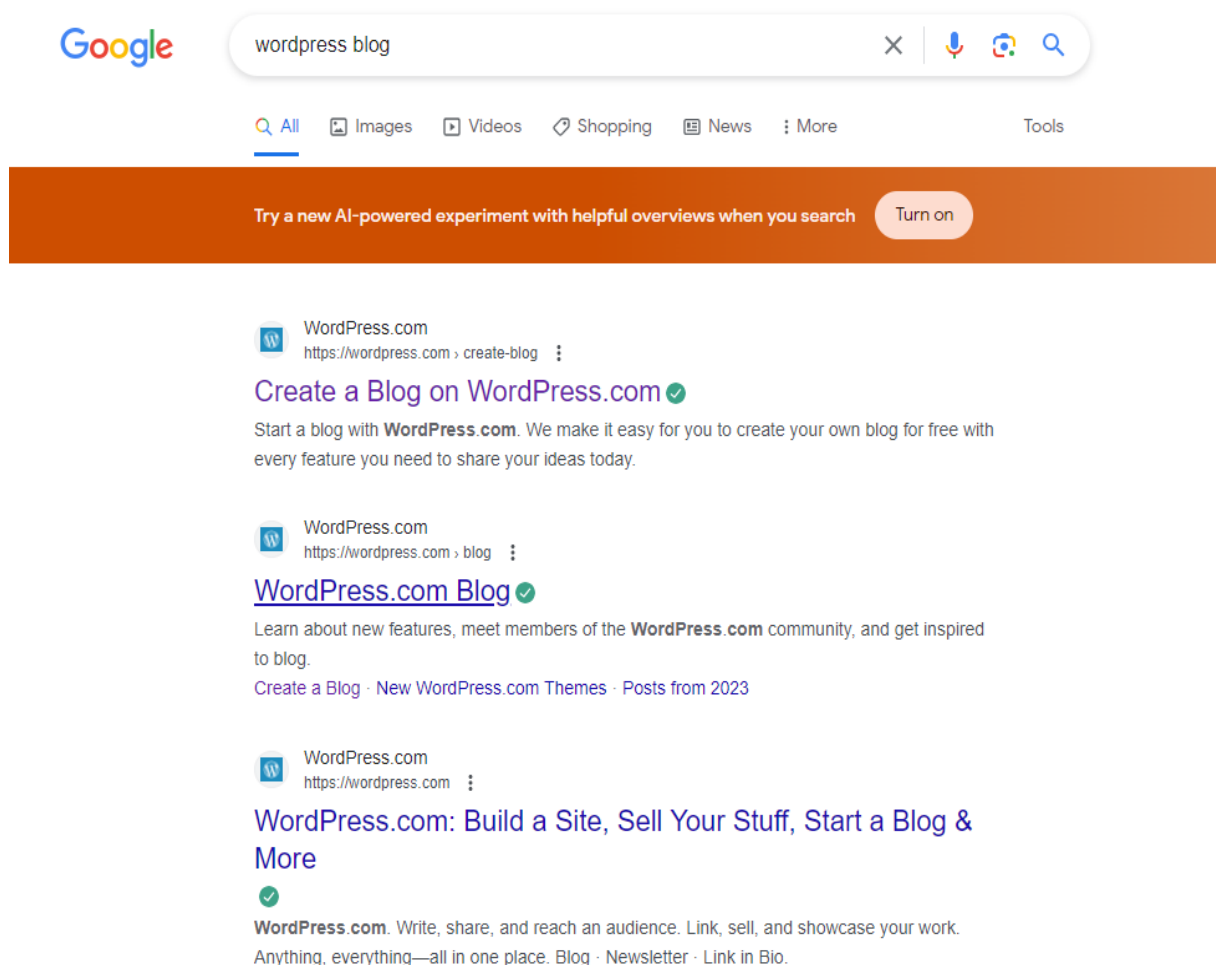 Google
wordpress blog
All Images Videos Shopping News More Tools
Try a new AI-powered experiment with helpful overviews when you search Turn on
WordPress.com
https://wordpress.com › create-blog
Create a Blog on WordPress.com
Start a blog with WordPress.com. We make it easy for you to create your own blog for free with
every feature you need to share your ideas today.
WordPress.com
https://wordpress.com › blog
WordPress.com Blog
Learn about new features, meet members of the WordPress.com community, and get inspired
to blog.
Create a Blog · New WordPress.com Themes · Posts from 2023
WordPress.com
https://wordpress.com
WordPress.com: Build a Site, Sell Your Stuff, Start a Blog &
More
WordPress.com. Write, share, and reach an audience. Link, sell, and showcase your work.
Anything, everything—all in one place. Blog · Newsletter · Link in Bio.